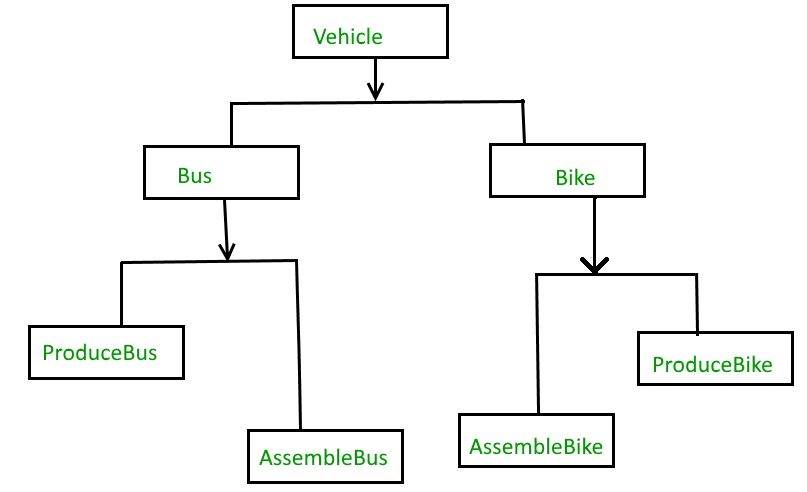 Vehicle
Bus
Bike
ProduceBus
ProduceBike
AssembleBus
AssembleBike